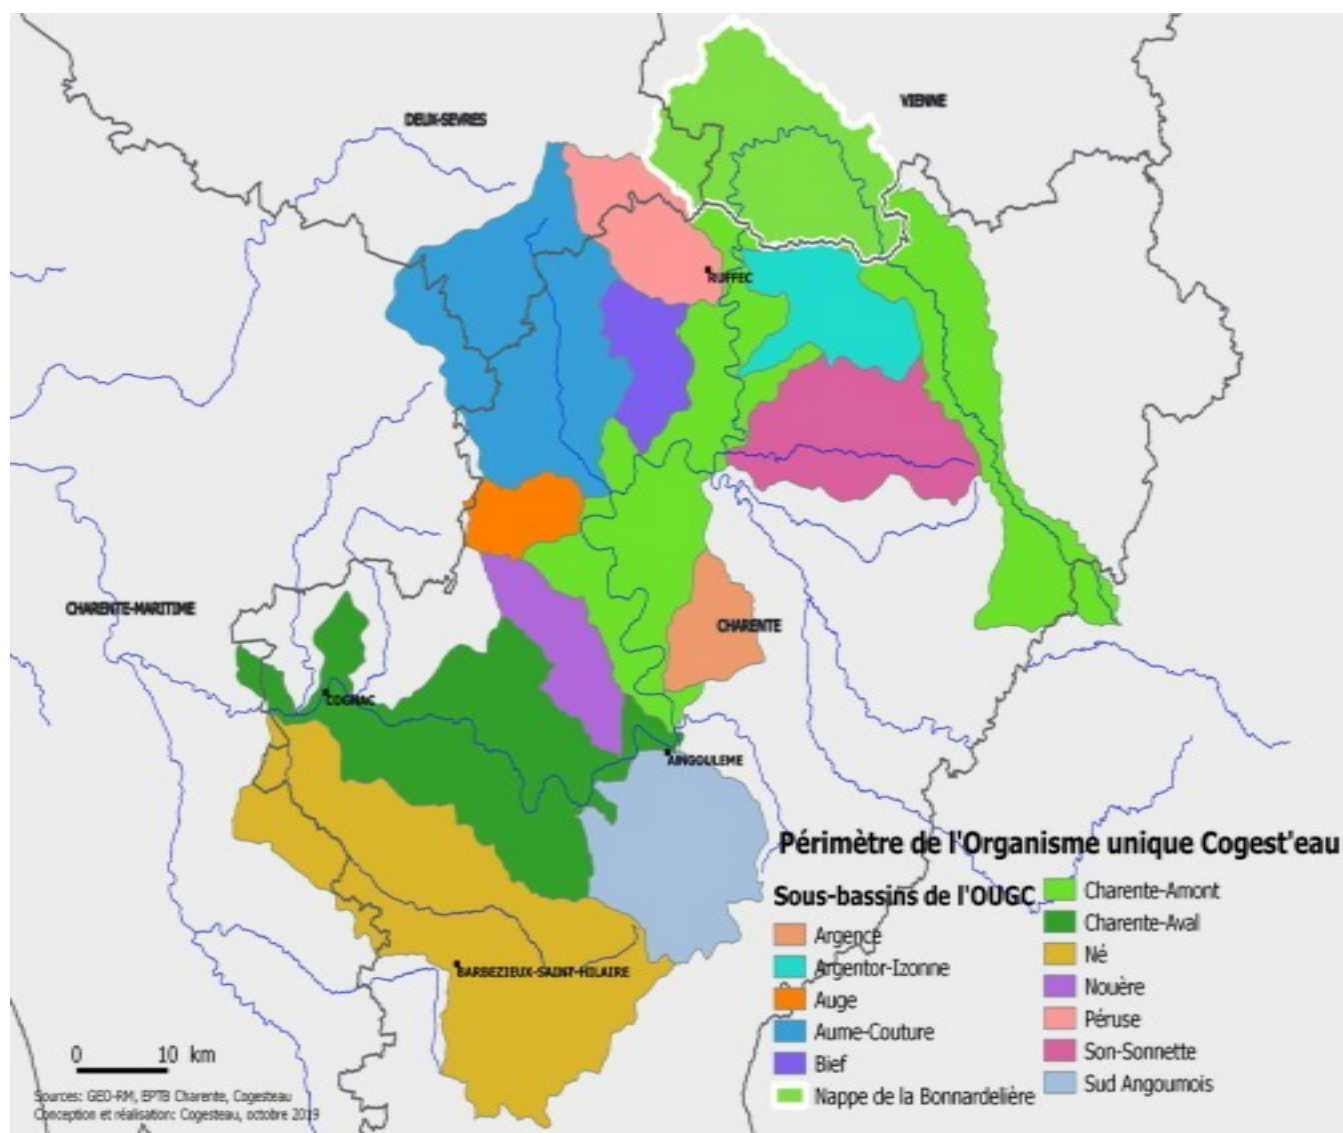 VIENNE
DEUX-SEVRES
RUFFEC
CHARENTE-MARITIME
CHARENTE
COGNAC
ANGOULEME
Périmètre de l'Organisme unique Cogest'eau
Sous-bassins de l'OUGC
Argence
Argentor-Izonne
Auge
Aume-Couture
Bief
Nappe de la Bonnardelière
Charente-Amont
Charente-Aval
Né
Nouère
Péruse
Son-Sonnette
Sud Angoumois
BARBEZIEUX-SAINT-HILAIRE
0 10 km
Sources: GEO-RM, EPTB Charente, Cogesteau
Conception et réalisation: Cogesteau, octobre 2019